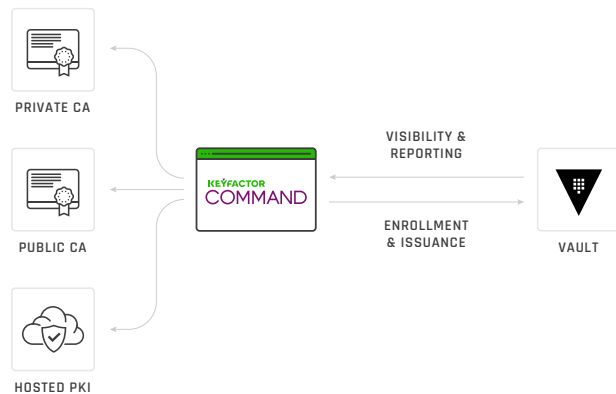 PRIVATE CA
PUBLIC CA
HOSTED PKI
KEYFACTOR
COMMAND
VISIBILITY &
REPORTING
ENROLLMENT
& ISSUANCE
VAULT